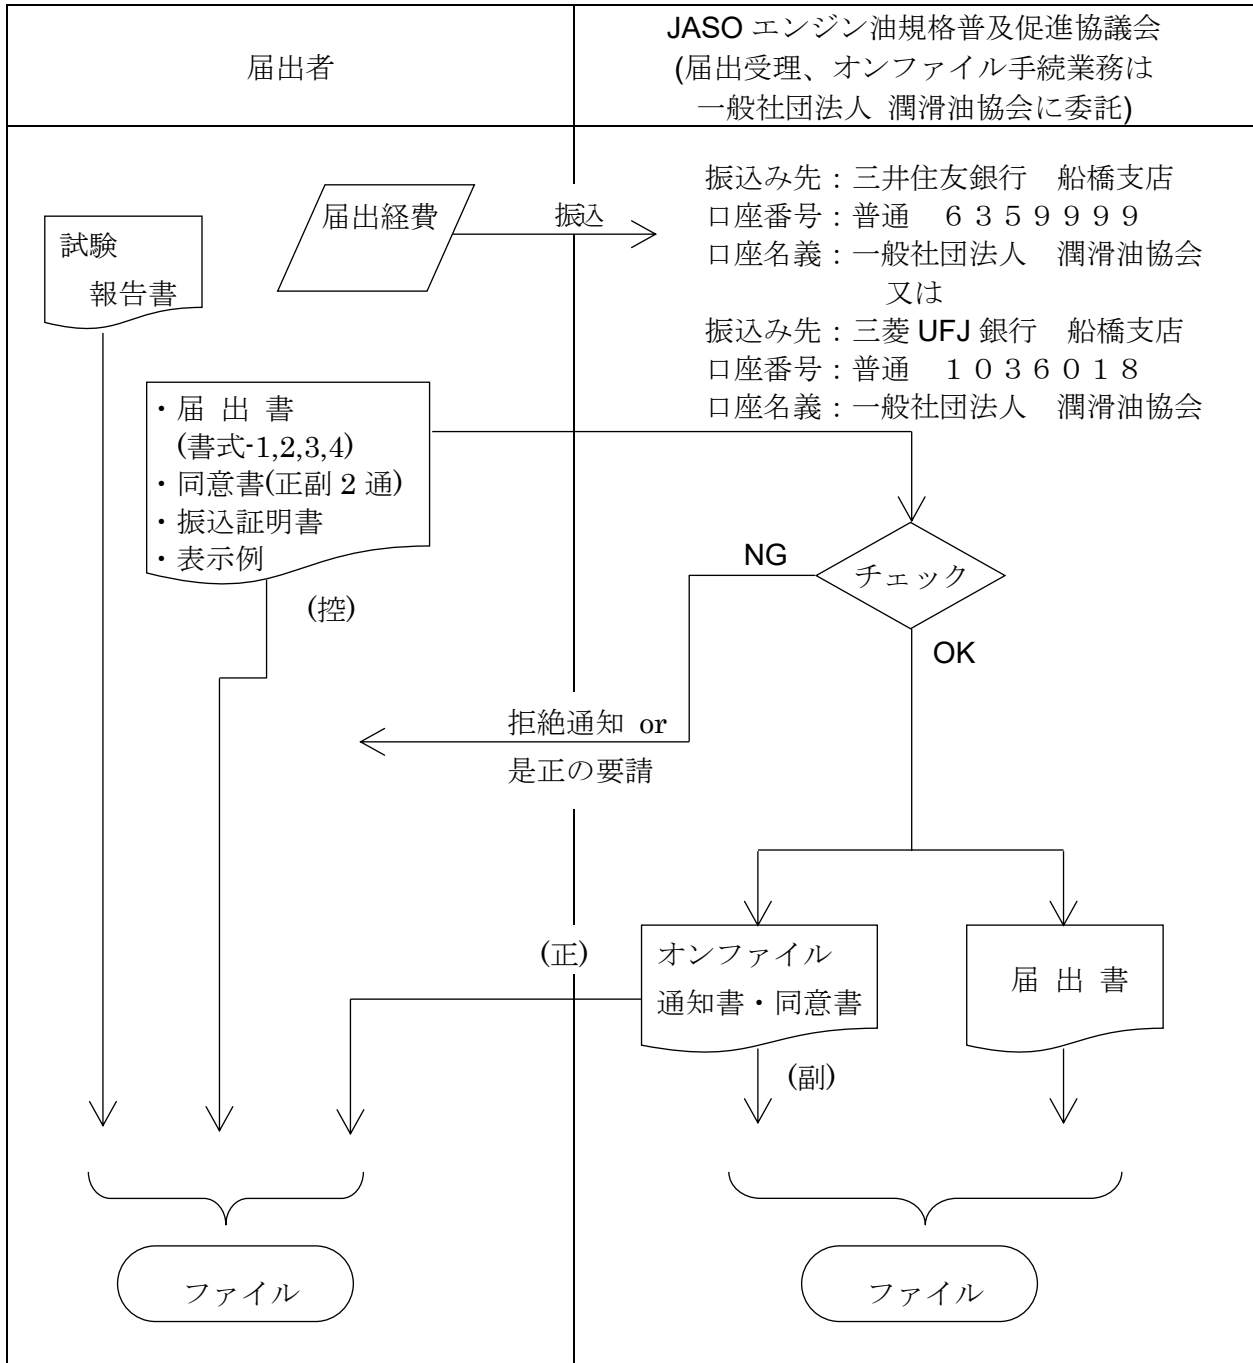 届出者
JASO エンジン油規格普及促進協議会
(届出受理、オンファイル手続業務は
一般社団法人 潤滑油協会に委託)
届出経費
振込
振込み先:三井住友銀行　船橋支店
口座番号:普通　6359999
口座名義:一般社団法人　潤滑油協会
又は
振込み先:三菱 UFJ 銀行　船橋支店
口座番号:普通　1036018
口座名義:一般社団法人　潤滑油協会
試験
報告書
・届 出 書
(書式-1,2,3,4)
・同意書(正副 2 通)
・振込証明書
・表示例
(控)
チェック
NG
OK
拒絶通知 or
是正の要請
(正)
オンファイル
通知書・同意書
(副)
届 出 書
ファイル
ファイル